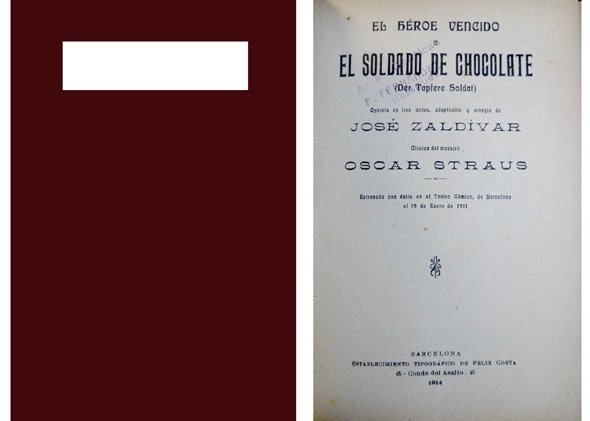 EL HÉROE VENCIDO
o
EL SOLDADO DE CHOCOLATE
(Der Tapfere Soldat)
Opereta en tres actos, adaptación y arreglo de
JOSÉ ZALDÍVAR
Música del maestro
OSCAR STRAUS
Estrenada con éxito en el Teatro Cómico, de Barcelona
el 19 de Enero de 1911
BARCELONA
ESTABLECIMIENTO TIPOGRÁFICO DE FELIX COSTA
45 - Conde del Asalto - 45
1914